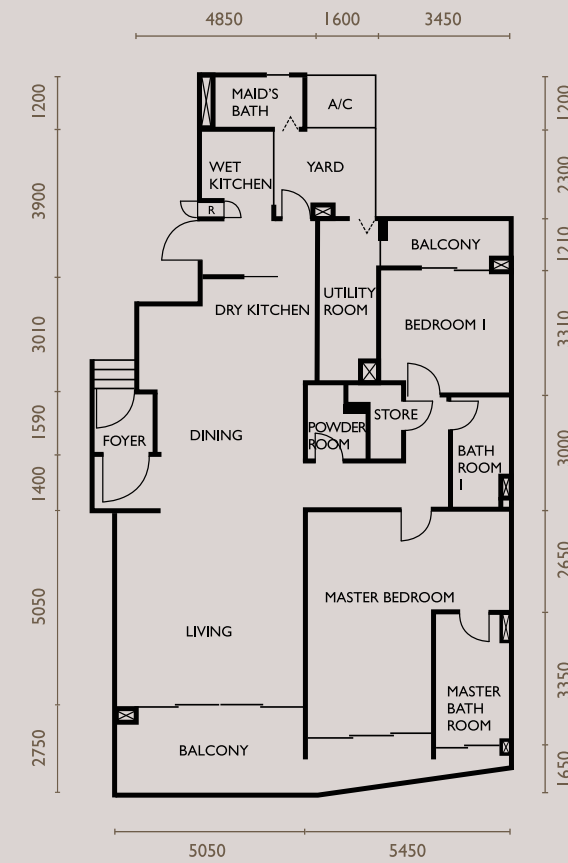 4850 1600 3450
1200
3900
3010
1590
1400
5050
2750
1200
2300
1210
3310
3000
2650
3350
1650
MAID'S
BATH
A/C
WET
KITCHEN
YARD
R
BALCONY
DRY KITCHEN
UTILITY
ROOM
BEDROOM I
FOYER
DINING
POWDER
ROOM
STORE
BATH
ROOM
I
MASTER BEDROOM
LIVING
MASTER
BATH
ROOM
BALCONY
5050 5450